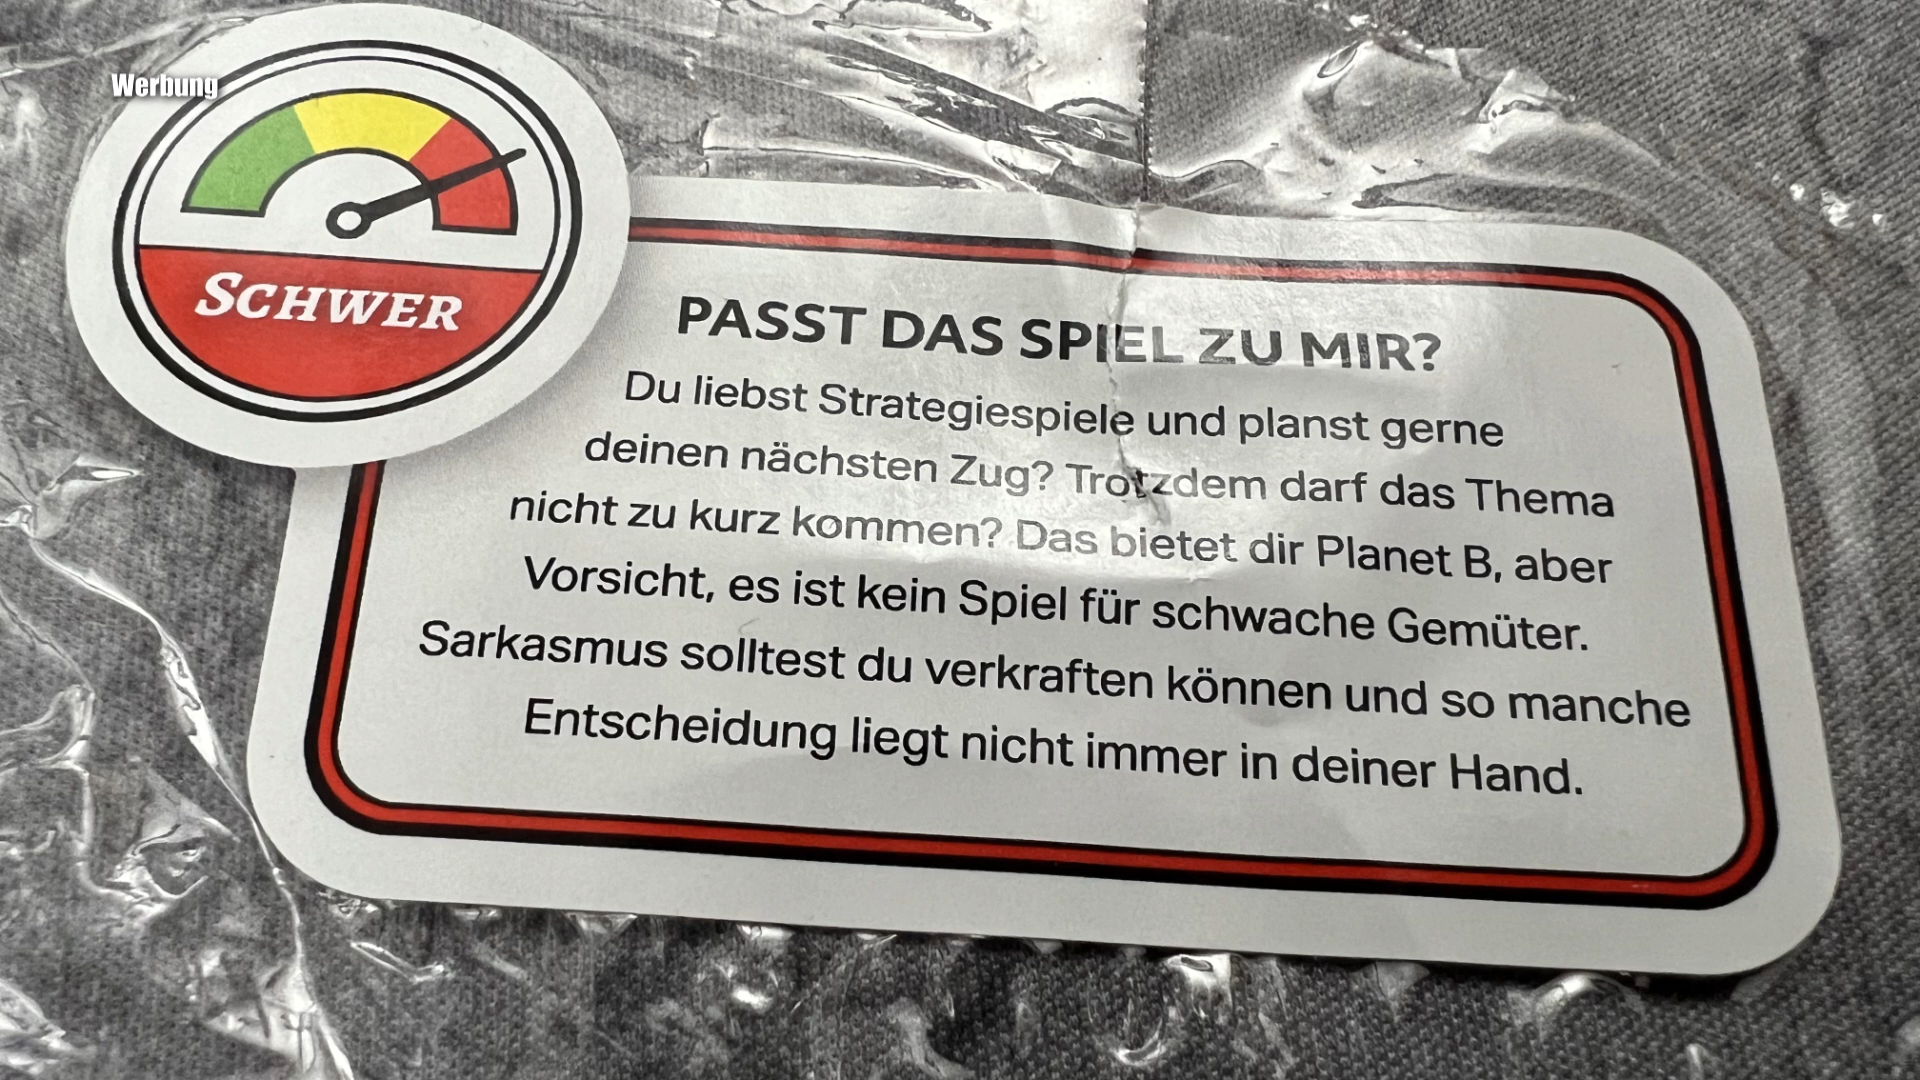 Werbung
SCHWER
PASST DAS SPIEL ZU MIR?
Du liebst Strategiespiele und planst gerne
deinen nächsten Zug? Trotzdem darf das Thema
nicht zu kurz kommen? Das bietet dir Planet B, aber
Vorsicht, es ist kein Spiel für schwache Gemüter.
Sarkasmus solltest du verkraften können und so manche
Entscheidung liegt nicht immer in deiner Hand.